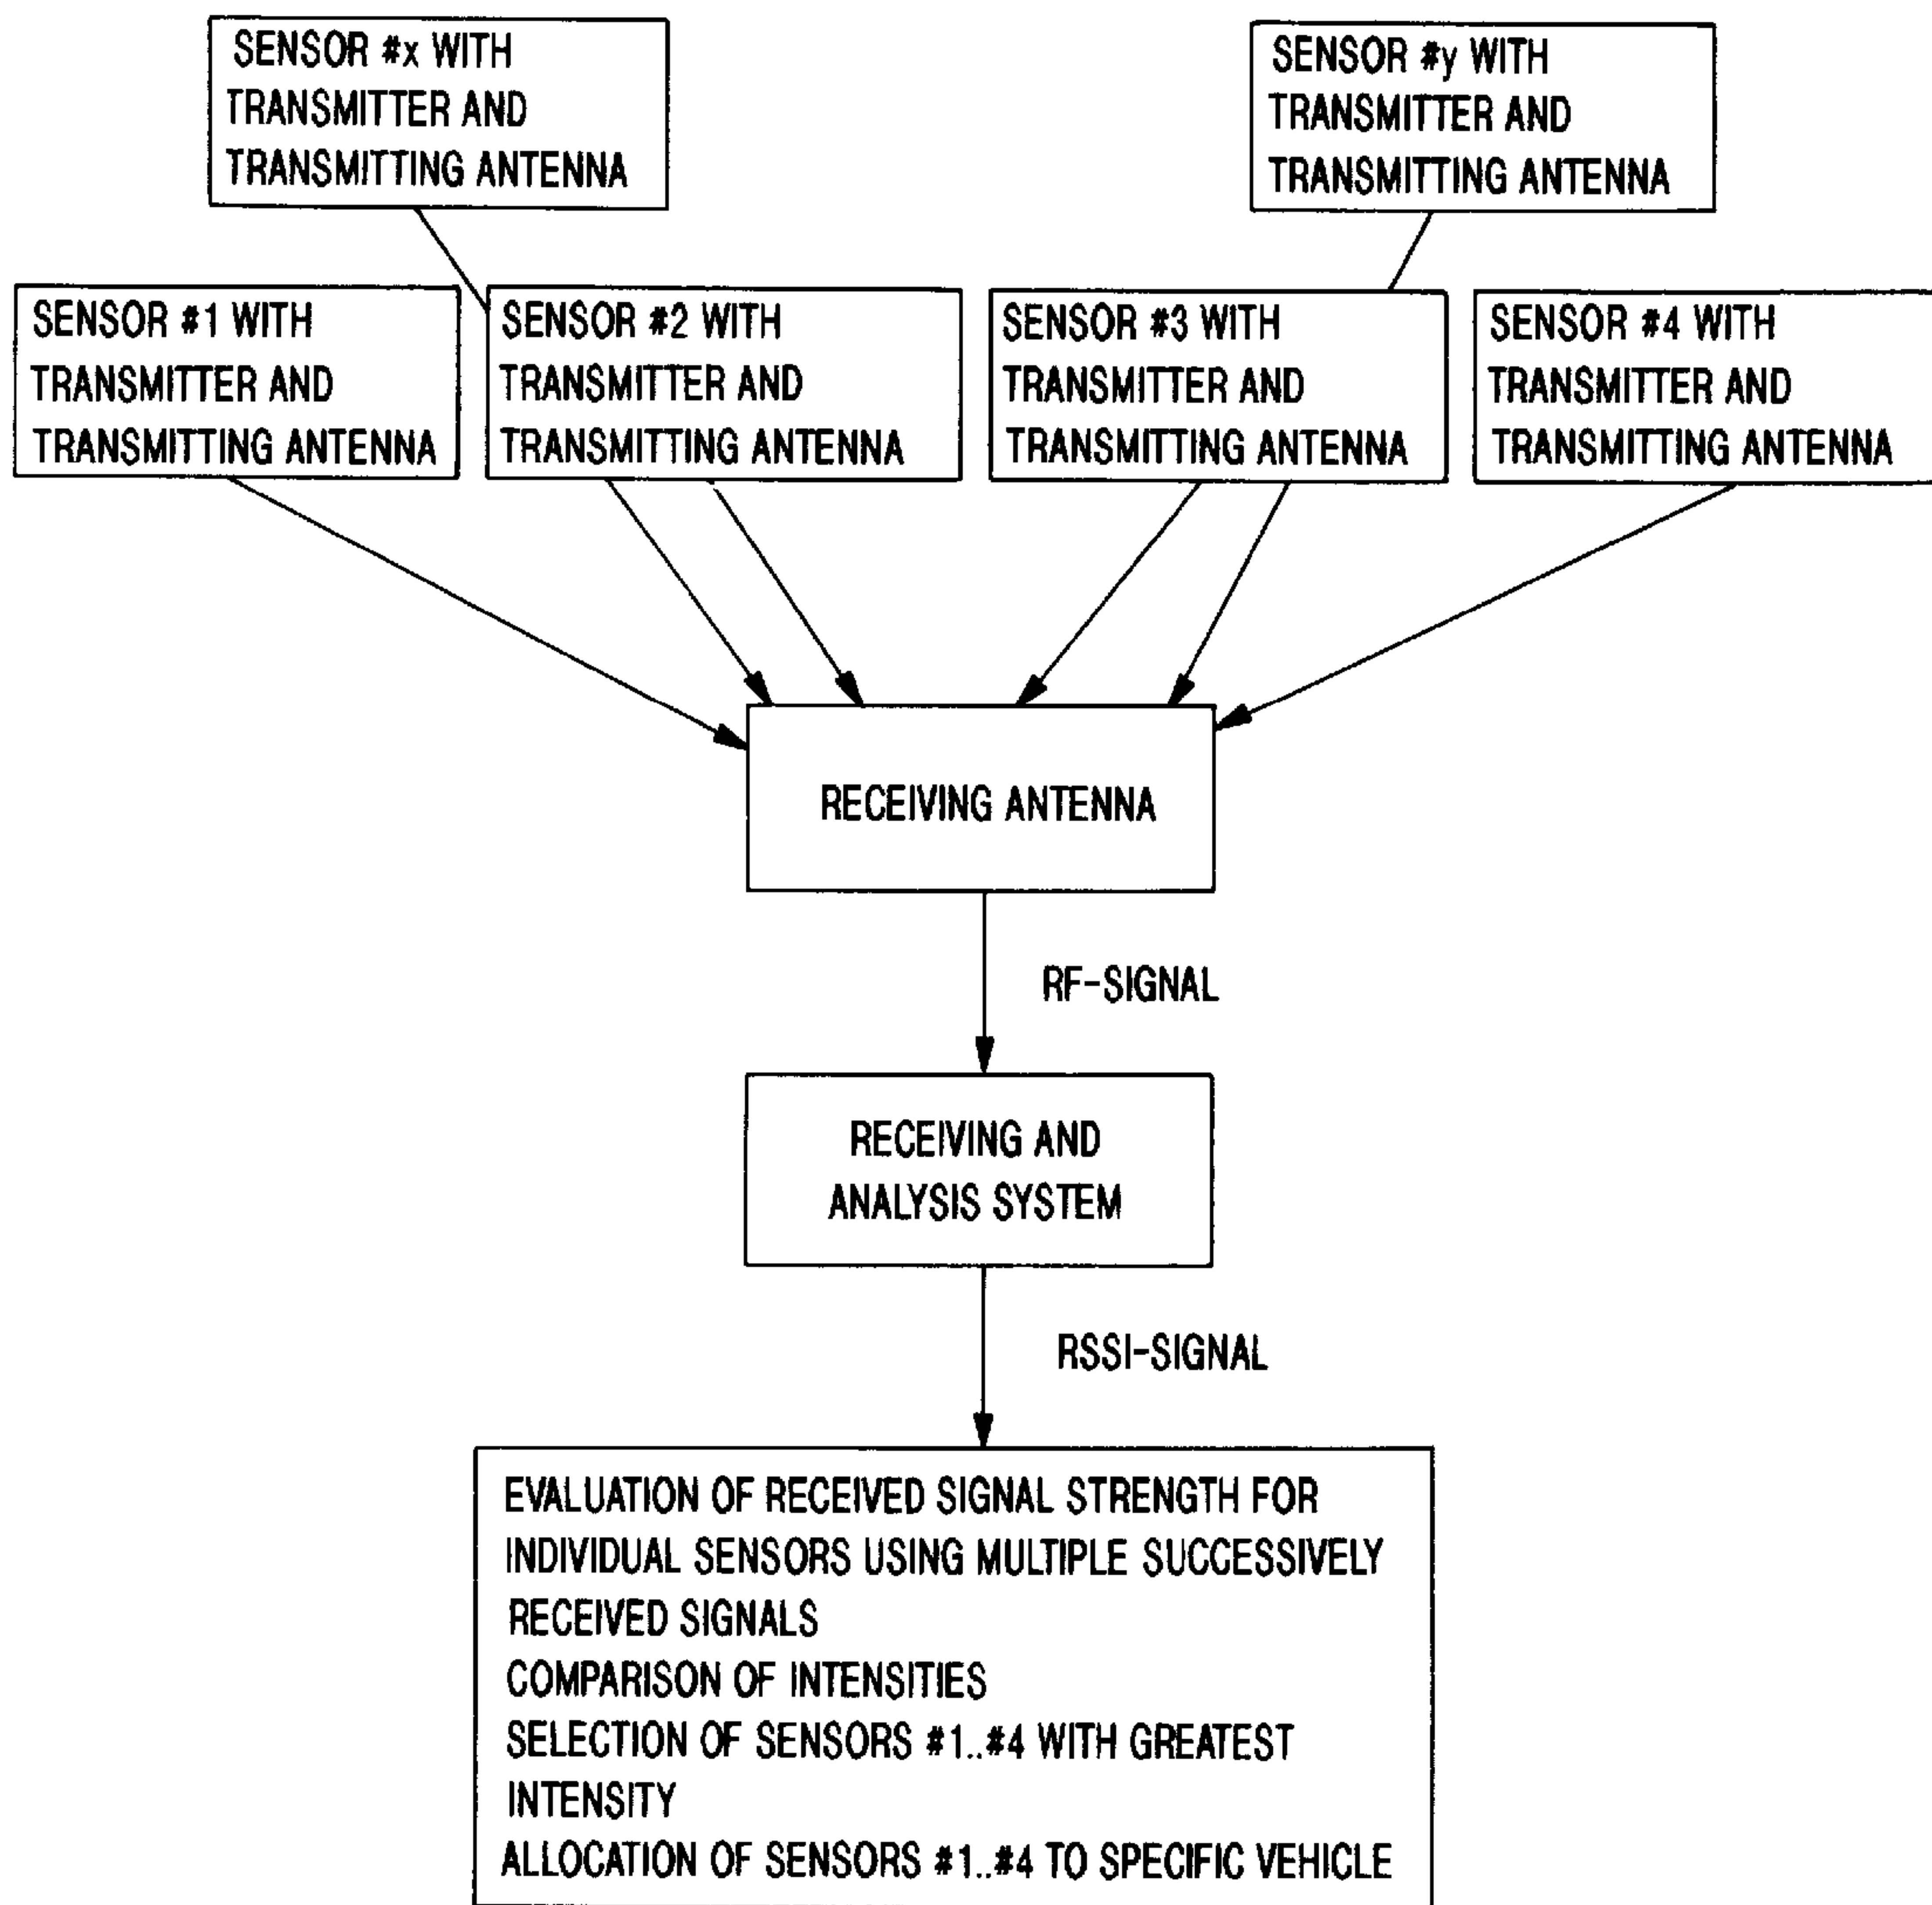 SENSOR #x WITH
TRANSMITTER AND
TRANSMITTING ANTENNA
SENSOR #y WITH
TRANSMITTER AND
TRANSMITTING ANTENNA
SENSOR #1 WITH
TRANSMITTER AND
TRANSMITTING ANTENNA
SENSOR #2 WITH
TRANSMITTER AND
TRANSMITTING ANTENNA
SENSOR #3 WITH
TRANSMITTER AND
TRANSMITTING ANTENNA
SENSOR #4 WITH
TRANSMITTER AND
TRANSMITTING ANTENNA
RECEIVING ANTENNA
RF-SIGNAL
RECEIVING AND
ANALYSIS SYSTEM
RSSI-SIGNAL
EVALUATION OF RECEIVED SIGNAL STRENGTH FOR
INDIVIDUAL SENSORS USING MULTIPLE SUCCESSIVELY
RECEIVED SIGNALS
COMPARISON OF INTENSITIES
SELECTION OF SENSORS #1..#4 WITH GREATEST
INTENSITY
ALLOCATION OF SENSORS #1..#4 TO SPECIFIC VEHICLE